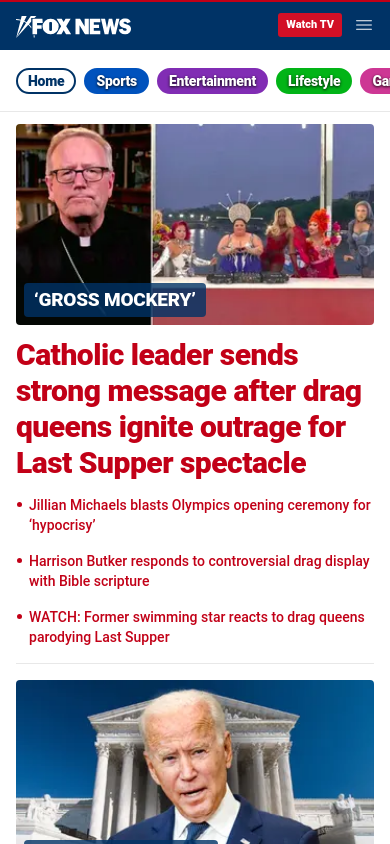 FOX NEWS
Watch TV
Home
Sports
Entertainment
Lifestyle
Ga
‘GROSS MOCKERY’
Catholic leader sends
strong message after drag
queens ignite outrage for
Last Supper spectacle
• Jillian Michaels blasts Olympics opening ceremony for
‘hypocrisy’
• Harrison Butker responds to controversial drag display
with Bible scripture
• WATCH: Former swimming star reacts to drag queens
parodying Last Supper